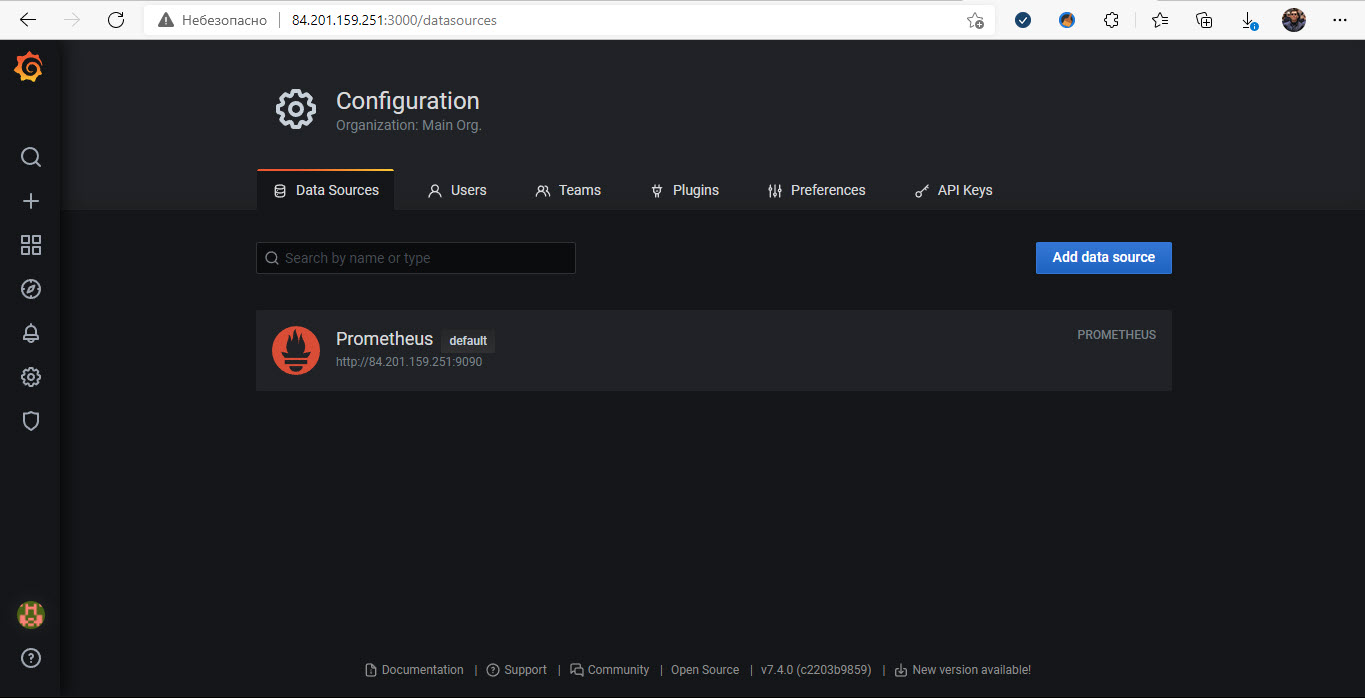 Небезопасно 84.201.159.251:3000/datasources
Configuration
Organization: Main Org.
Data Sources Users Teams Plugins Preferences API Keys
Search by name or type Add data source
Prometheus default PROMETHEUS
http://84.201.159.251:9090
Documentation | Support | Community | Open Source | v7.4.0 (c2203b9859) | New version available!